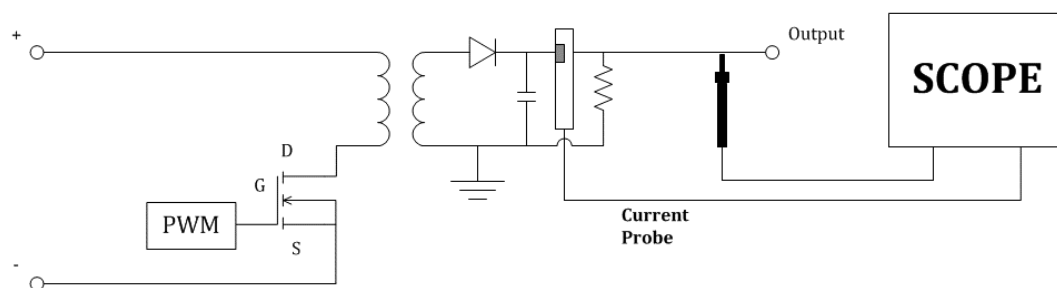 +
Output
SCOPE
D
G
PWM
S
Current
Probe
-